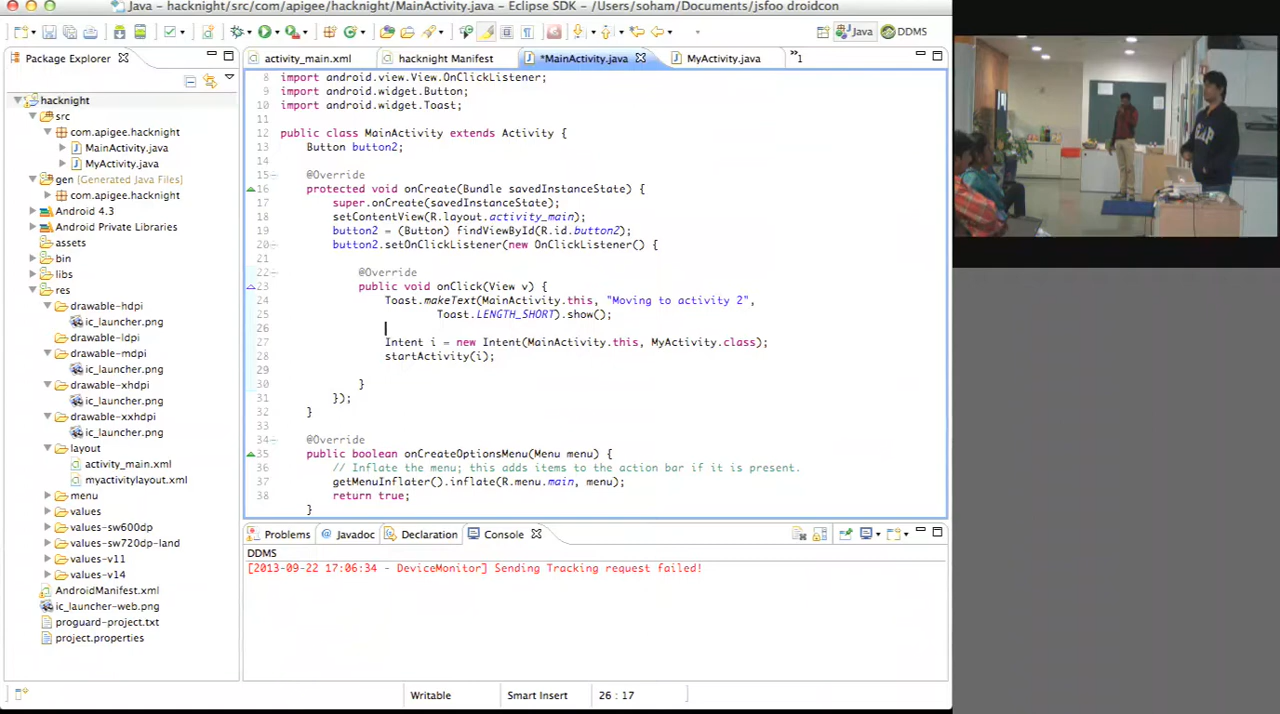 Java - hacknight/src/com/apigee/hacknight/MainActivity.java - Eclipse SDK - /Users/soham/Documents/jsfoo droidcon
Java
DDMS
Package Explorer
activity_main.xml
hacknight Manifest
*MainActivity.java
MyActivity.java
»1
hacknight
src
com.apigee.hacknight
MainActivity.java
MyActivity.java
gen [Generated Java Files]
com.apigee.hacknight
Android 4.3
Android Private Libraries
assets
bin
libs
res
drawable-hdpi
ic_launcher.png
drawable-ldpi
drawable-mdpi
ic_launcher.png
drawable-xhdpi
ic_launcher.png
drawable-xxhdpi
ic_launcher.png
layout
activity_main.xml
myactivitylayout.xml
menu
values
values-sw600dp
values-sw720dp-land
values-v11
values-v14
AndroidManifest.xml
ic_launcher-web.png
proguard-project.txt
project.properties
8 import android.view.View.OnClickListener;
9 import android.widget.Button;
10 import android.widget.Toast;
11
12 public class MainActivity extends Activity {
13 Button button2;
14
15 @Override
16 protected void onCreate(Bundle savedInstanceState) {
17 super.onCreate(savedInstanceState);
18 setContentView(R.layout.activity_main);
19 button2 = (Button) findViewById(R.id.button2);
20 button2.setOnClickListener(new OnClickListener() {
22 @Override
23 public void onClick(View v) {
24 Toast.makeText(MainActivity.this, "Moving to activity 2",
25 Toast.LENGTH_SHORT).show();
26
27 Intent i = new Intent(MainActivity.this, MyActivity.class);
28 startActivity(i);
29
30 }
31 });
32 }
33
34 @Override
35 public boolean onCreateOptionsMenu(Menu menu) {
36 // Inflate the menu; this adds items to the action bar if it is present.
37 getMenuInflater().inflate(R.menu.main, menu);
38 return true;
}
Problems
@ Javadoc
Declaration
Console
DDMS
[2013-09-22 17:06:34 - DeviceMonitor] Sending Tracking request failed!
Writable
Smart Insert
26 : 17